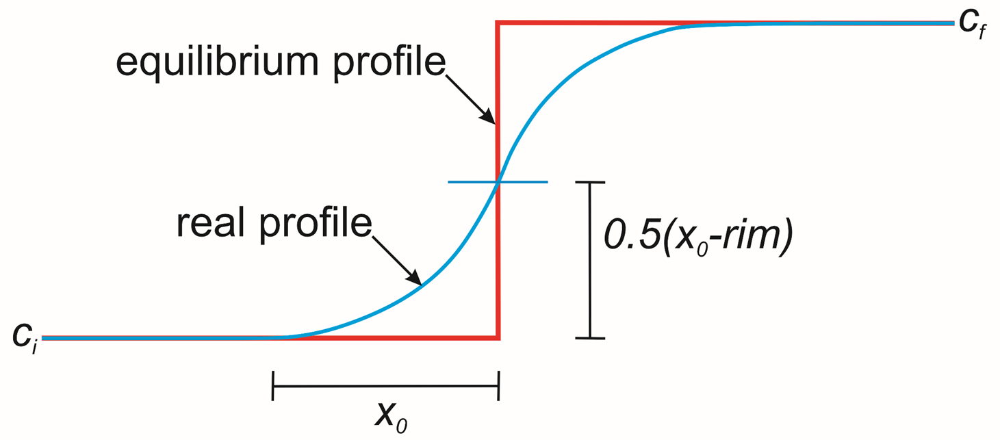 c_f
equilibrium profile
real profile
0.5(x_0-rim)
c_i
x_0